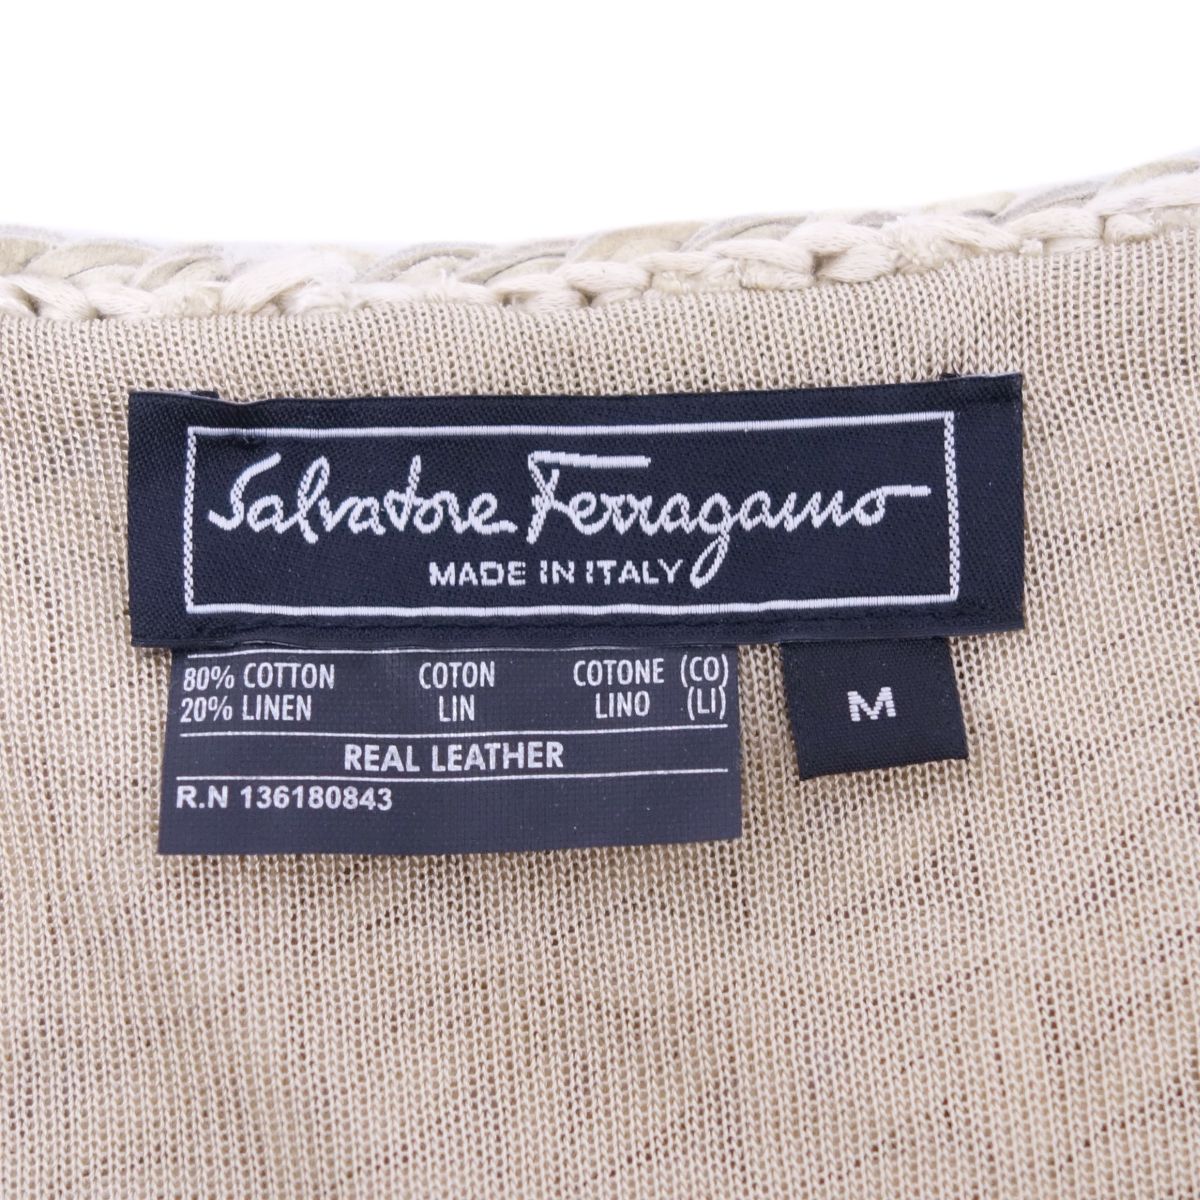 Salvatore Ferragamo
MADE IN ITALY
80% COTTON COTON COTONE (CO)
20% LINEN LIN LINO (LI)
REAL LEATHER
R.N 136180843
M